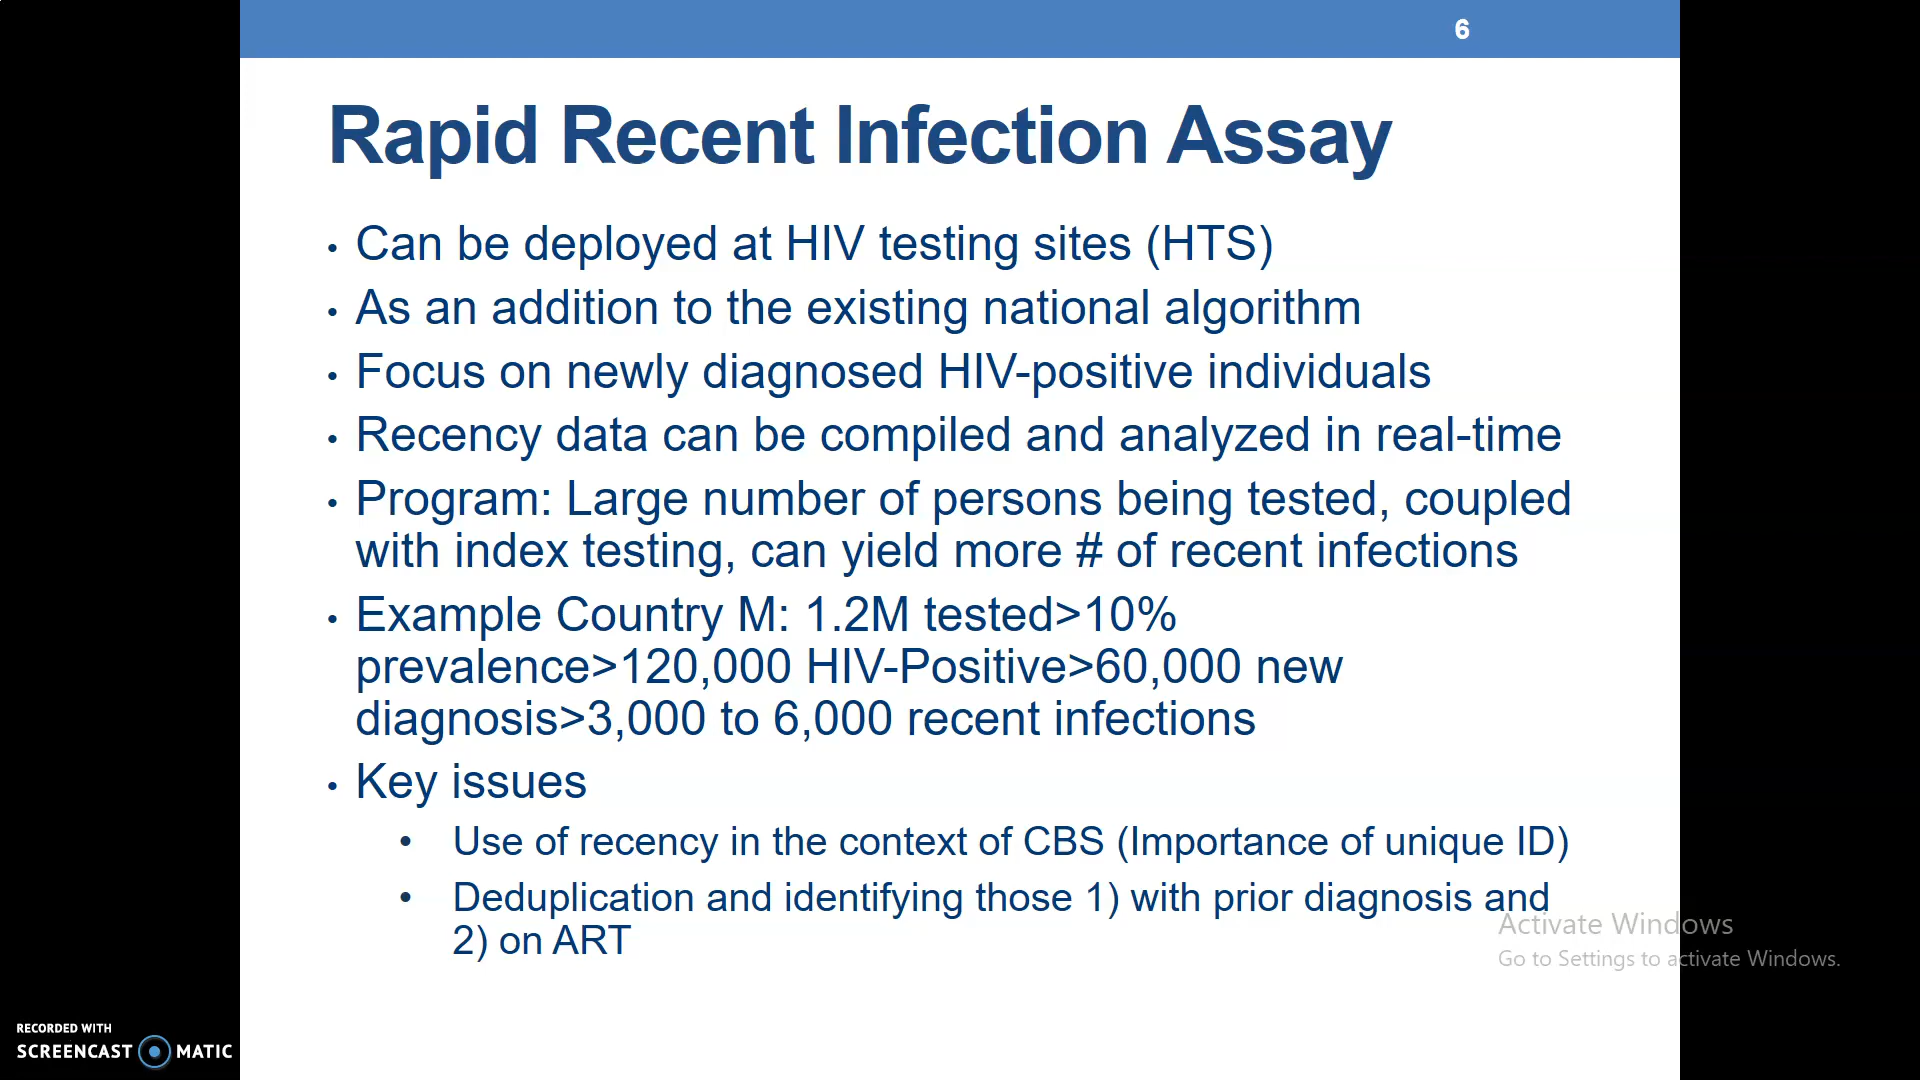 6
Rapid Recent Infection Assay
• Can be deployed at HIV testing sites (HTS)
• As an addition to the existing national algorithm
• Focus on newly diagnosed HIV-positive individuals
• Recency data can be compiled and analyzed in real-time
• Program: Large number of persons being tested, coupled
with index testing, can yield more # of recent infections
• Example Country M: 1.2M tested>10%
prevalence>120,000 HIV-Positive>60,000 new
diagnosis>3,000 to 6,000 recent infections
• Key issues
• Use of recency in the context of CBS (Importance of unique ID)
• Deduplication and identifying those 1) with prior diagnosis and
2) on ART
Activate Windows
Go to Settings to activate Windows.
RECORDED WITH
SCREENCAST MATIC